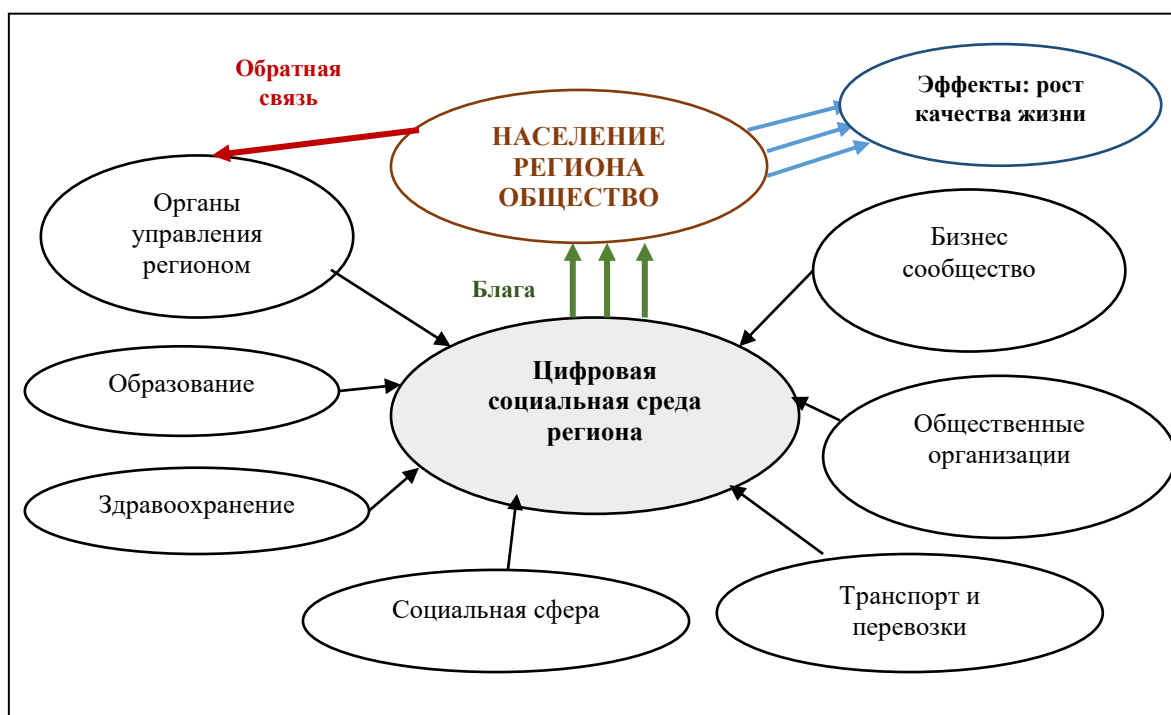 Обратная
связь
Эффекты: рост
качества жизни
НАСЕЛЕНИЕ
РЕГИОНА
ОБЩЕСТВО
Органы
управления
регионом
Бизнес
сообщество
Блага
Образование
Цифровая
социальная среда
региона
Общественные
организации
Здравоохранение
Социальная сфера
Транспорт и
перевозки